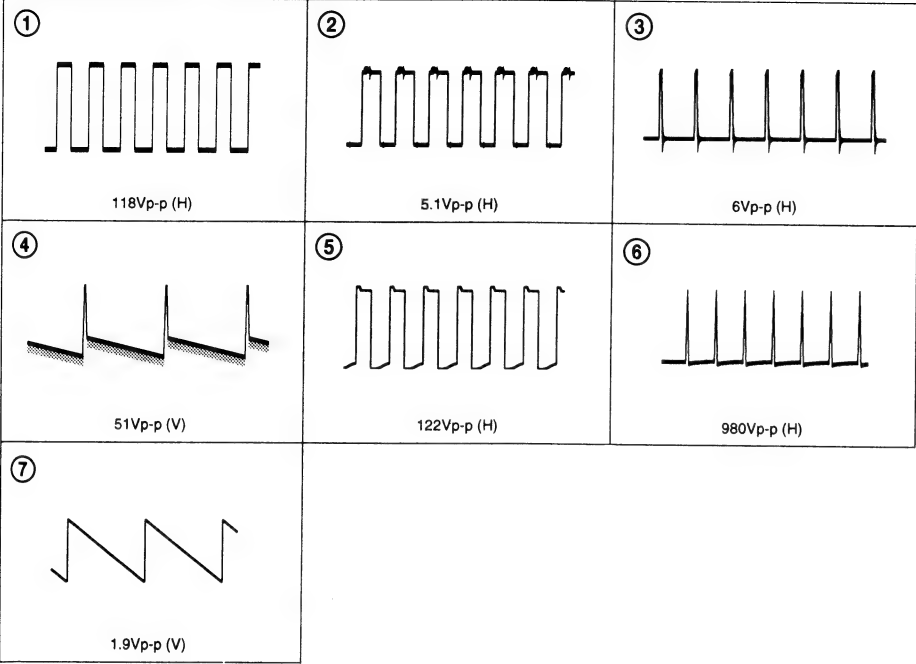 ①
②
③
118Vp-p (H)
5.1Vp-p (H)
6Vp-p (H)
④
⑤
⑥
51Vp-p (V)
122Vp-p (H)
980Vp-p (H)
⑦
1.9Vp-p (V)